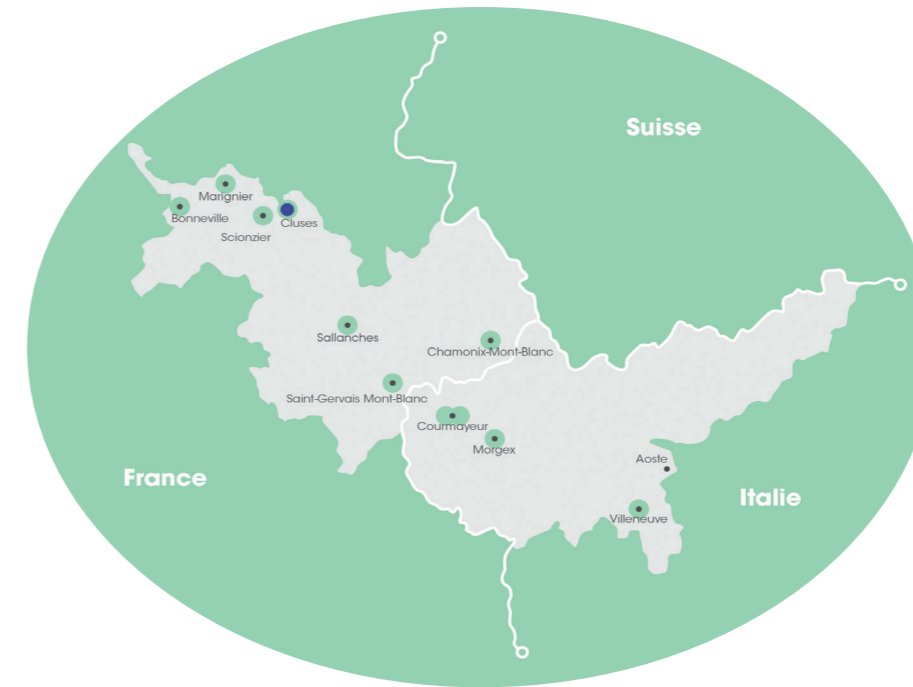 Suisse
Marignier
Bonneville
Cluses
Scionzier
Sallanches
Chamonix-Mont-Blanc
Saint-Gervais Mont-Blanc
Courmayeur
Morgex
Aoste
France
Italie
Villeneuve